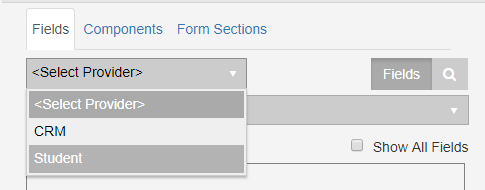 Fields Components Form Sections
<Select Provider> Fields
<Select Provider>
CRM
Show All Fields
Student